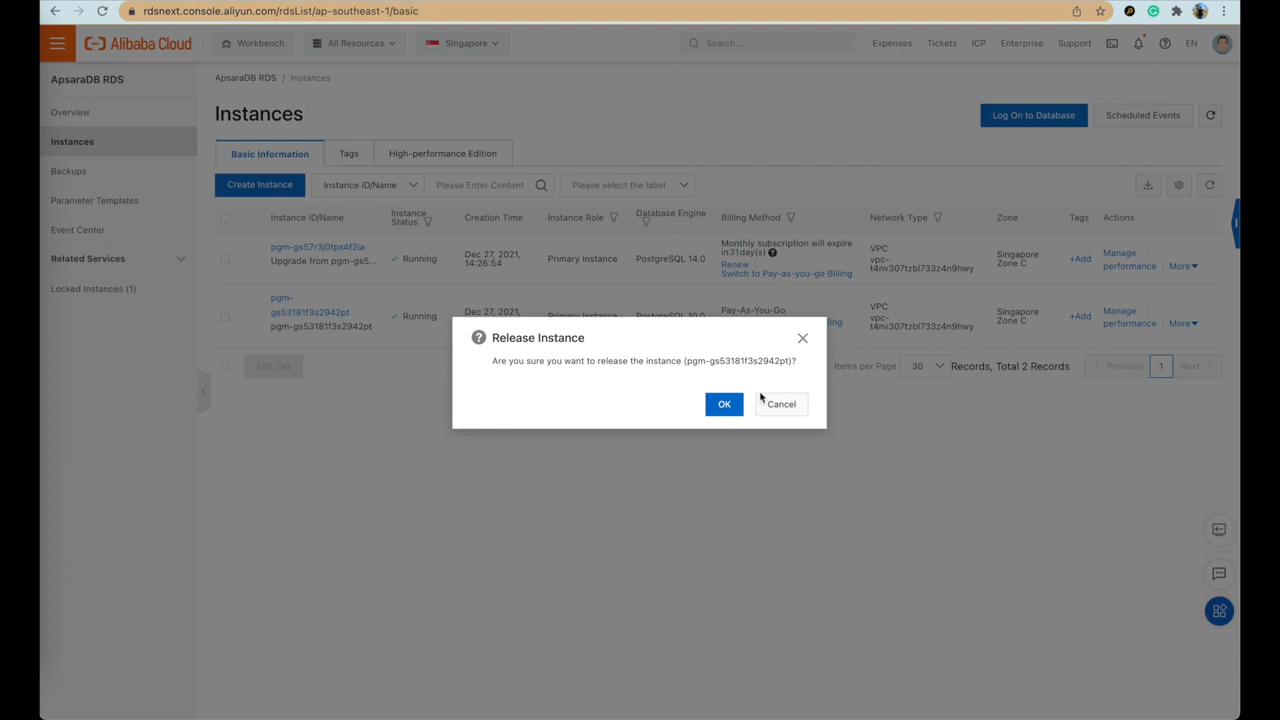 rdsnext.console.aliyun.com/rdsList/ap-southeast-1/basic
Alibaba Cloud
Workbench
All Resources
Singapore
Search...
Expenses
Tickets
ICP
Enterprise
Support
EN
ApsaraDB RDS
Overview
Instances
Backups
Parameter Templates
Event Center
Related Services
Locked Instances (1)
ApsaraDB RDS / Instances
Instances
Log On to Database
Scheduled Events
Basic Information
Tags
High-performance Edition
Create Instance
Instance ID/Name
Please Enter Content
Please select the label
Instance ID/Name
Instance
Status
Creation Time
Instance Role
Database Engine
Billing Method
Network Type
Zone
Tags
Actions
pgm-gs57r3j0tpx4f2ia
Upgrade from pgm-gs5...
Running
Dec 27, 2021,
14:26:54
Primary Instance
PostgreSQL 14.0
Monthly subscription will expire
in31day(s)
Renew
Switch to Pay-as-you-go Billing
VPC
vpc-
t4nv307tzbl733z4n9hwy
Singapore
Zone C
+Add
Manage
performance
More
pgm-
gs53181f3s2942pt
pgm-gs53181f3s2942pt
Running
Dec 27, 2021,
Primary Instance
PostgreSQL 10.0
Pay-As-You-Go
ing
VPC
vpc-
t4nv307tzbl733z4n9hwy
Singapore
Zone C
+Add
Manage
performance
More
Edit Tag
Items per Page
30
Records, Total 2 Records
Previous
1
Next
Release Instance
Are you sure you want to release the instance (pgm-gs53181f3s2942pt)?
OK
Cancel